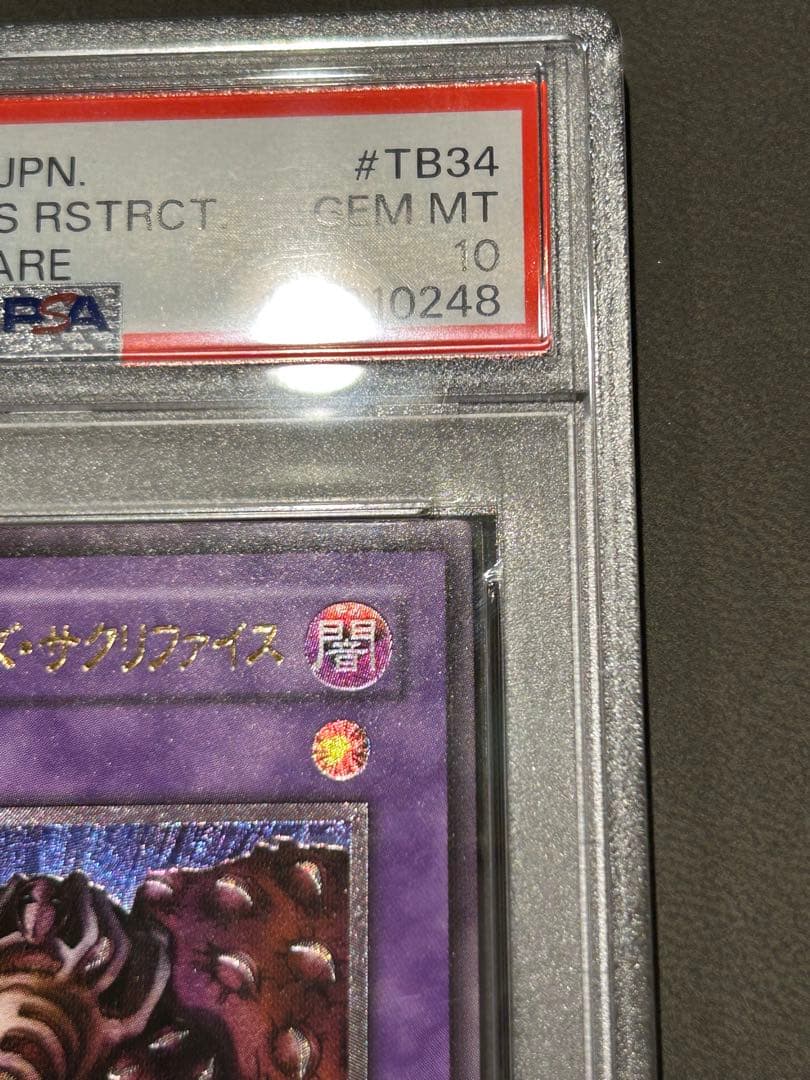 JPN. #TB34
S RSTRCT. GEM MT
ARE 10
PSA 10248
ズ・サクリファイス 闇